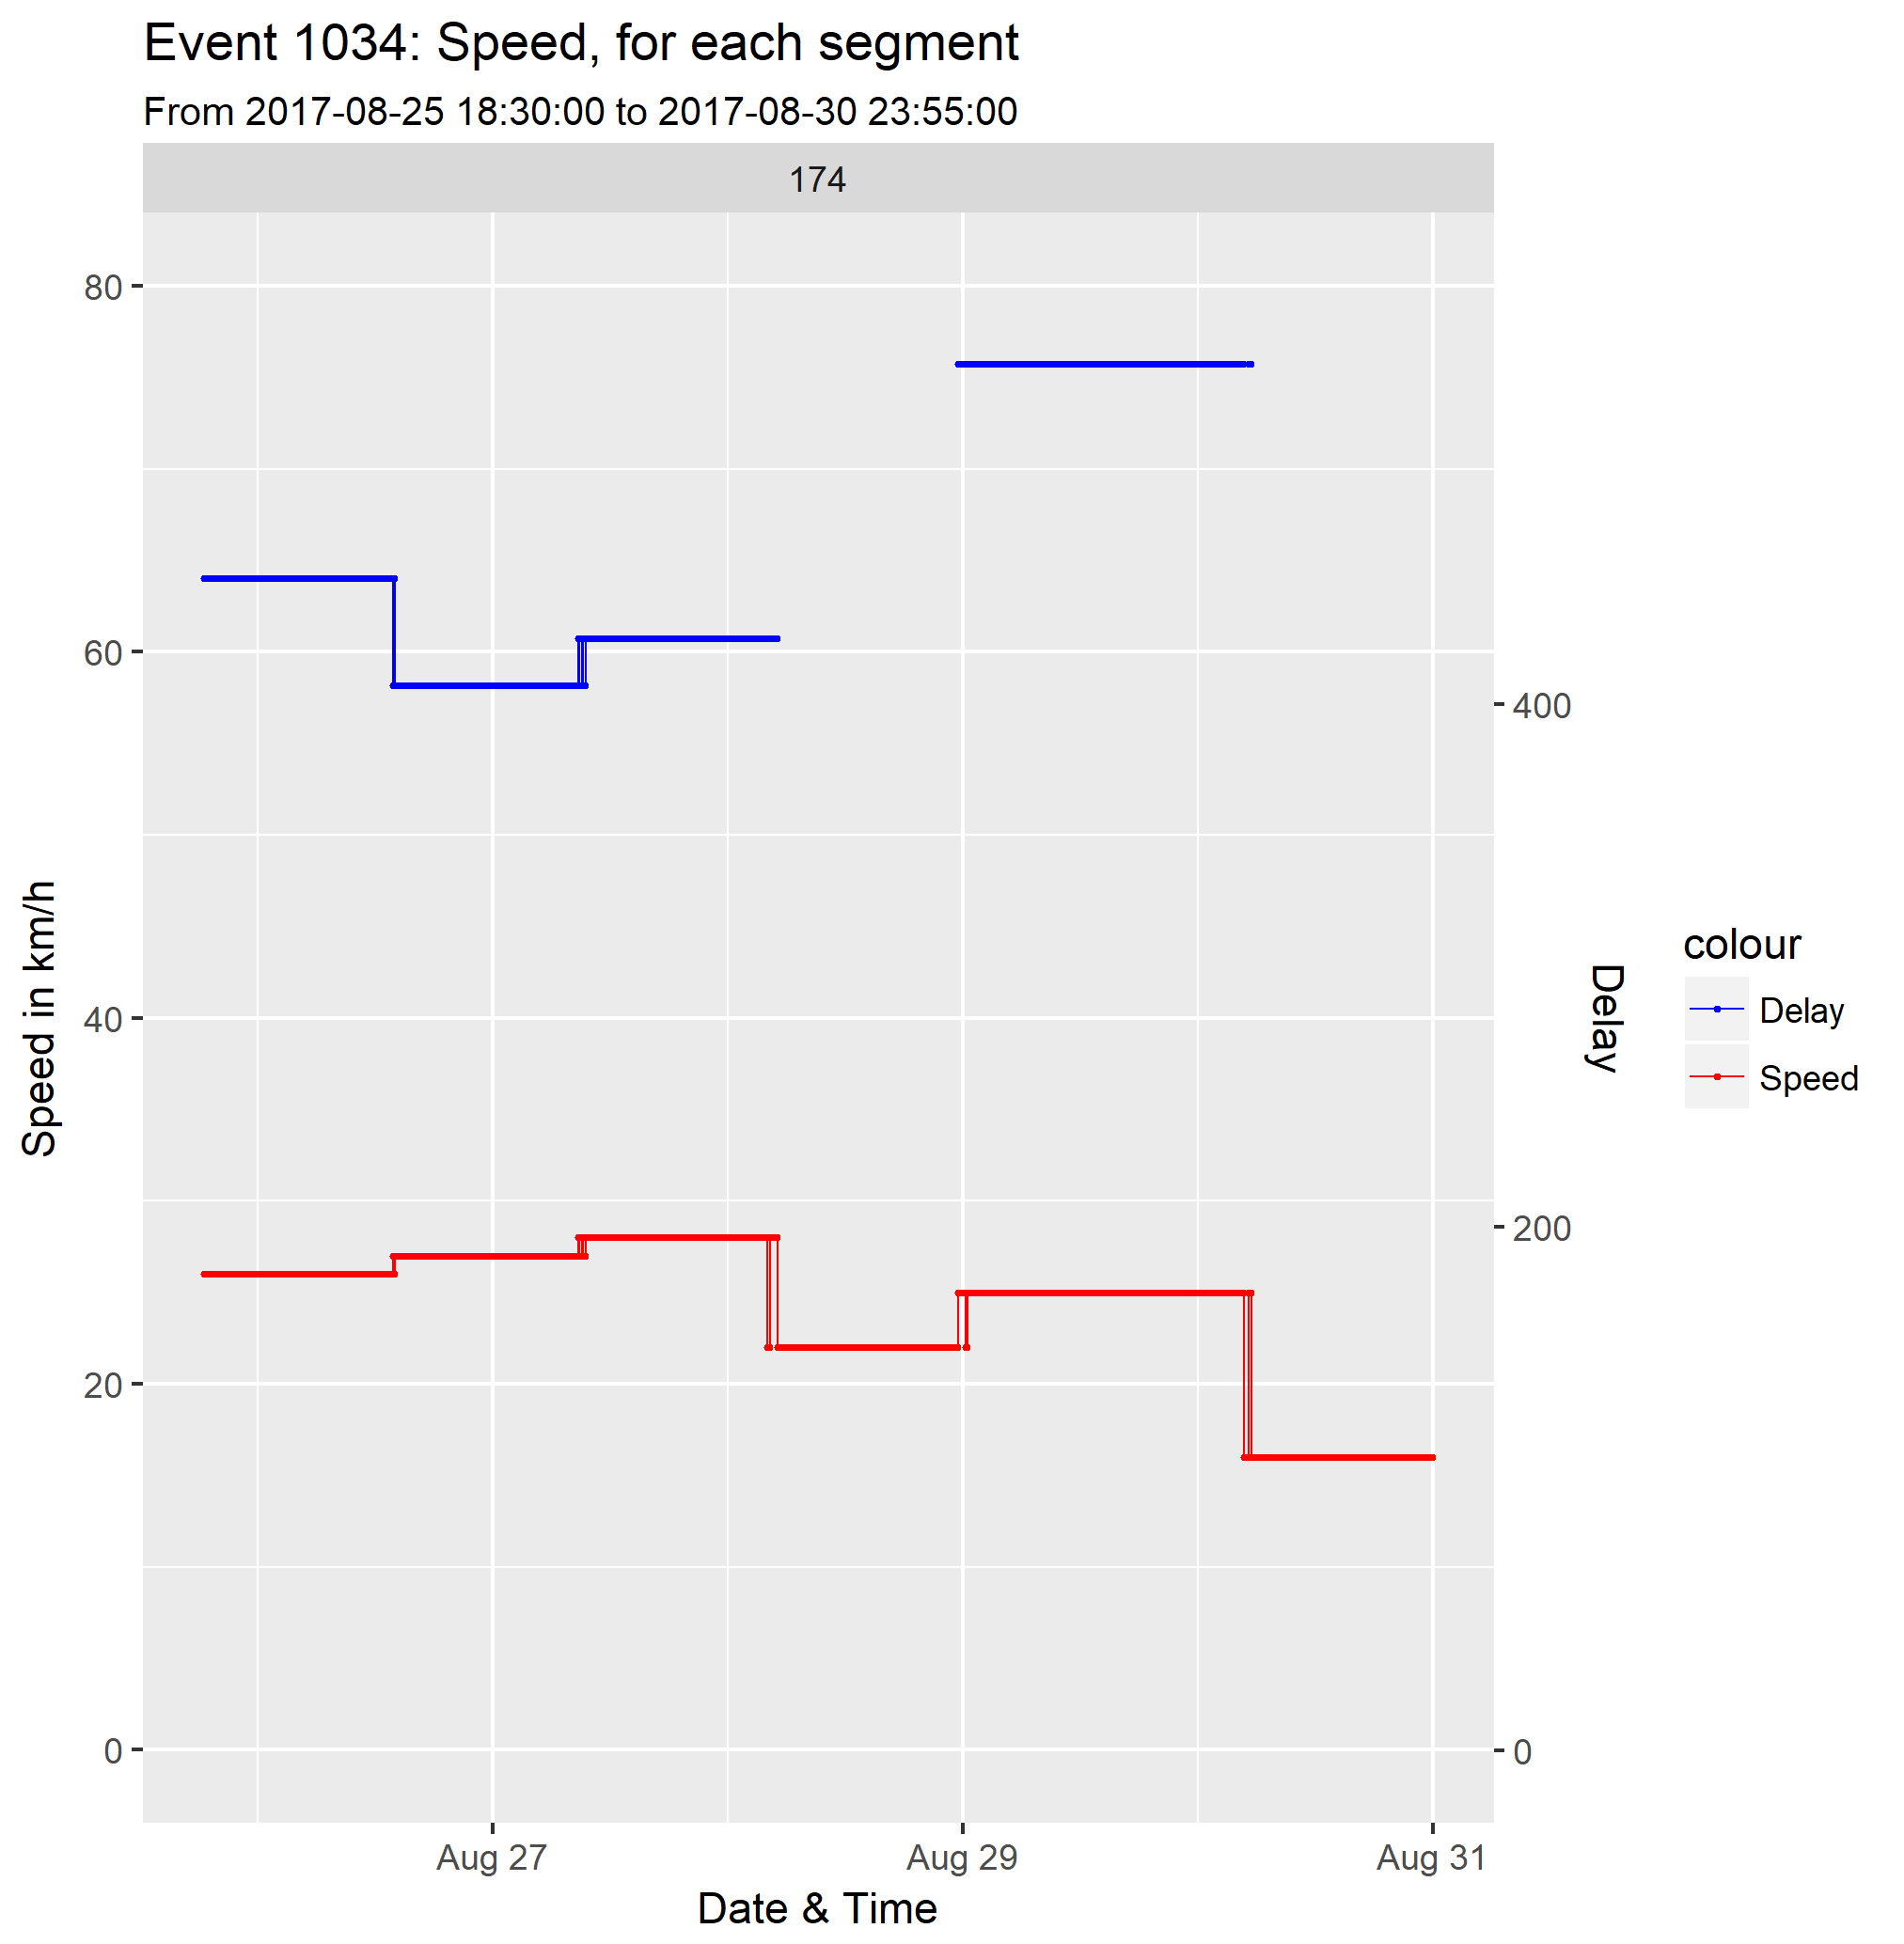 Event 1034: Speed, for each segment
From 2017-08-25 18:30:00 to 2017-08-30 23:55:00
174
80
60
40
20
0
Speed in km/h
400
200
0
Delay
Aug 27
Aug 29
Aug 31
Date & Time
colour
Delay
Speed